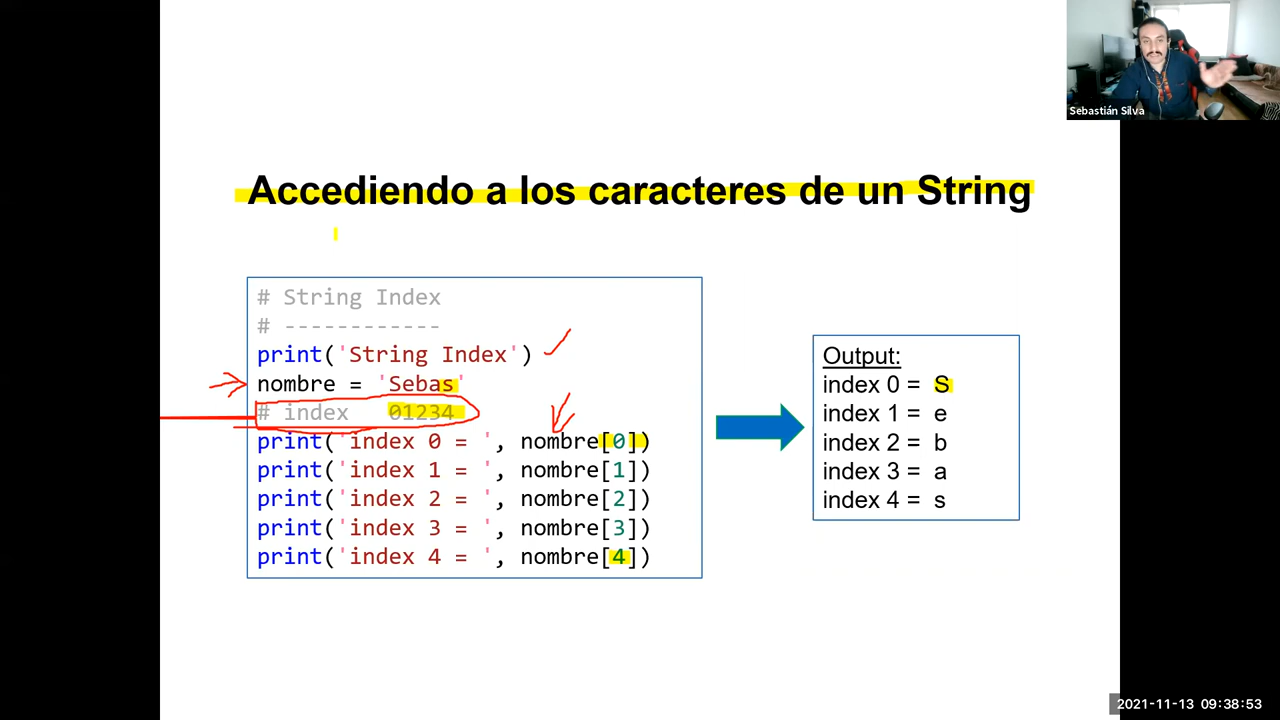 Sebastián Silva
Accediendo a los caracteres de un String
# String Index
# ------------
print('String Index')
nombre = 'Sebas'
# index   01234
print('index 0 = ', nombre[0])
print('index 1 = ', nombre[1])
print('index 2 = ', nombre[2])
print('index 3 = ', nombre[3])
print('index 4 = ', nombre[4])
Output:
index 0 = S
index 1 = e
index 2 = b
index 3 = a
index 4 = s
2021-11-13 09:38:53